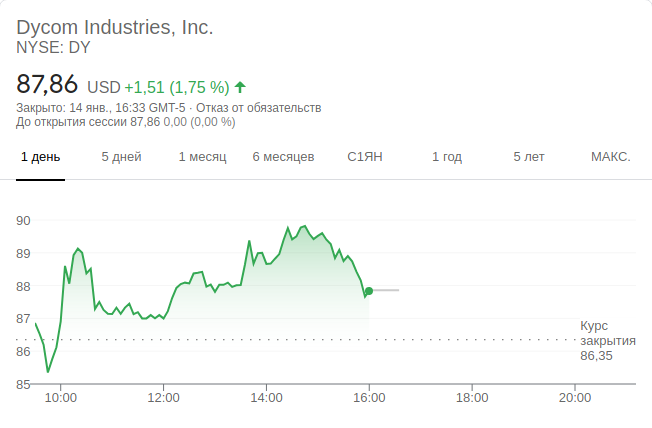 Dycom Industries, Inc.
NYSE: DY
87,86 USD +1,51 (1,75 %)
Закрыто: 14 янв., 16:33 GMT-5 · Отказ от обязательств
До открытия сессии 87,86 0,00 (0,00 %)
1 день 5 дней 1 месяц 6 месяцев С1ЯН 1 год 5 лет МАКС.
90
89
88
87
86
85
Курс
закрытия
86,35
10:00 12:00 14:00 16:00 18:00 20:00